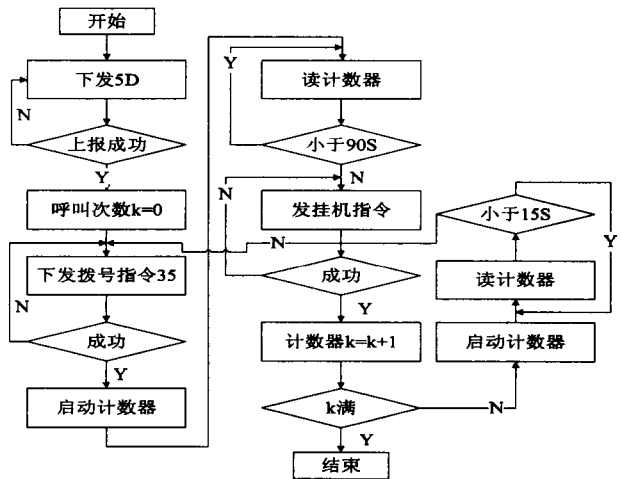 开始
下发5D
N
上报成功
Y
呼叫次数k=0
下发拨号指令35
N
成功
Y
启动计数器
Y
读计数器
小于90S
N
N
发挂机指令
成功
Y
计数器k=k+1
k满
N
Y
结束
小于15S
N
Y
读计数器
启动计数器